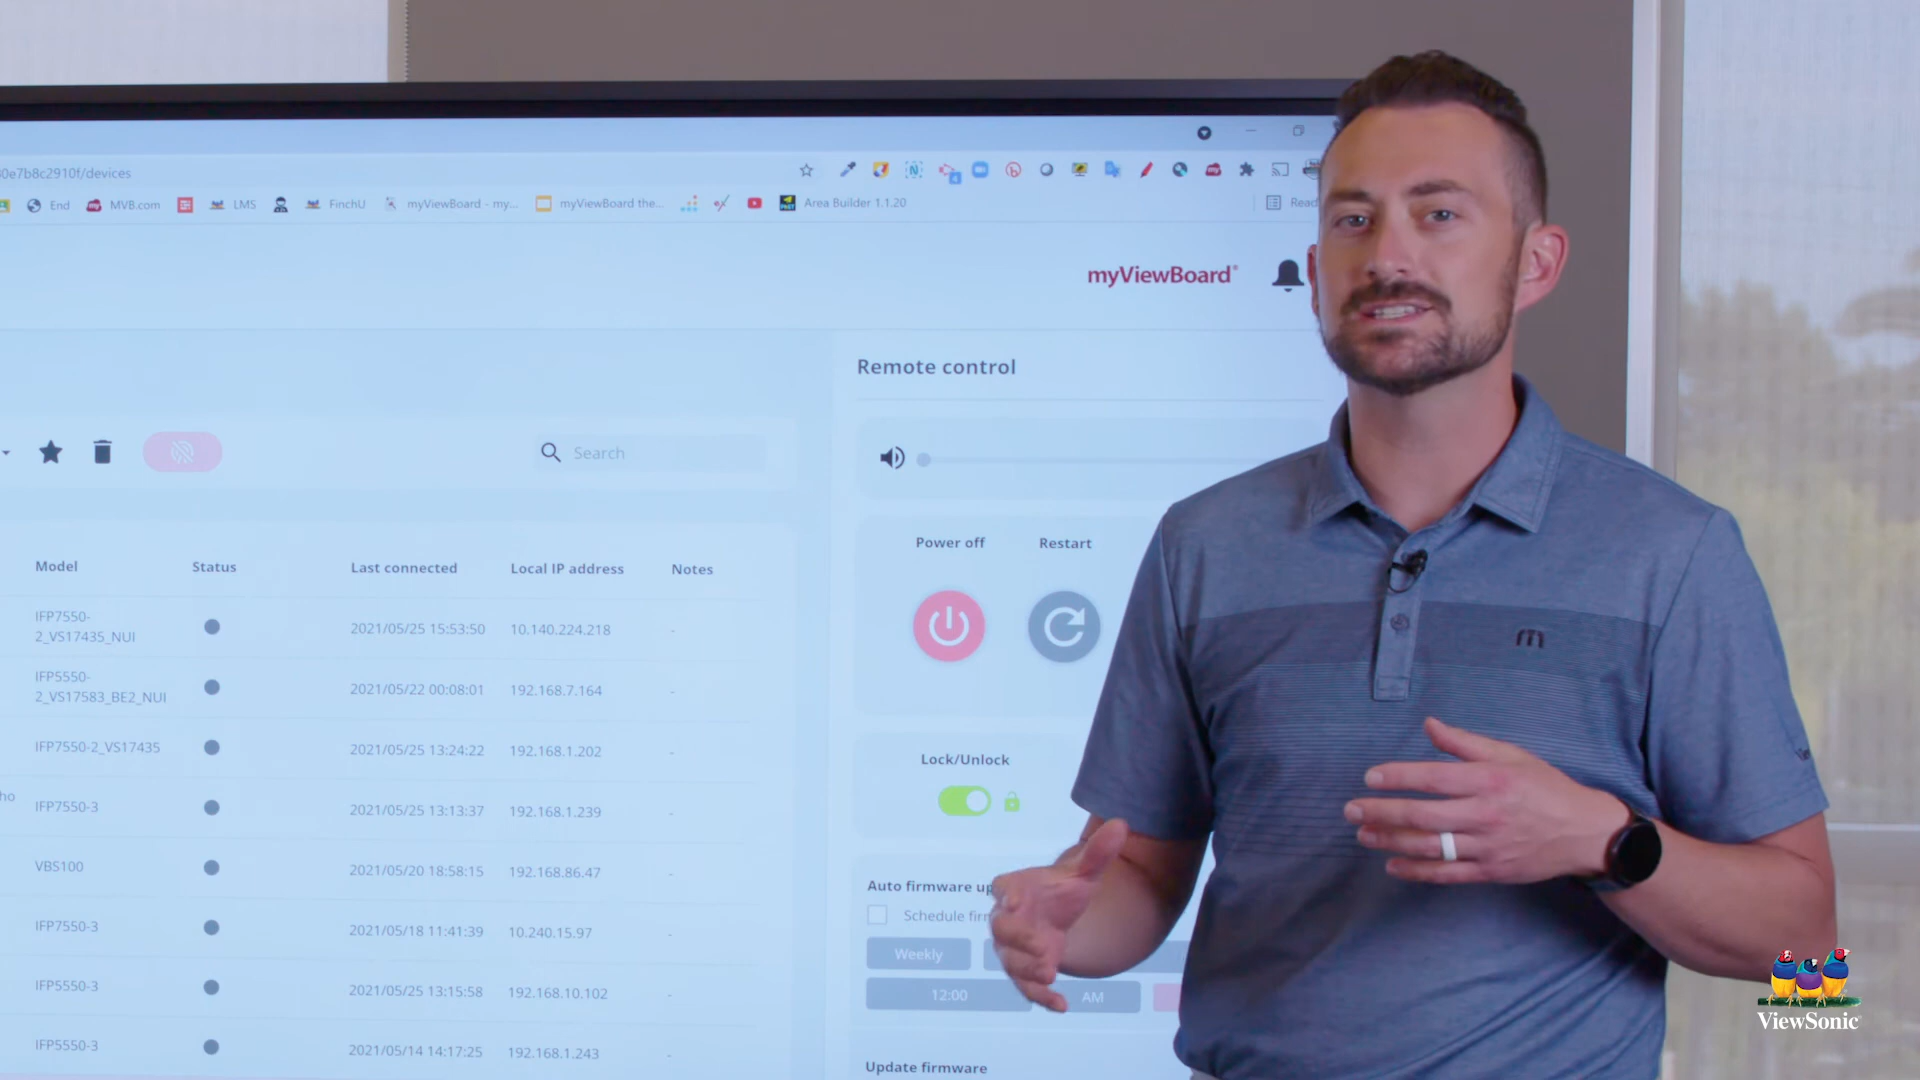 0e7b8c2910f/devices
End MVB.com LMS FinchU myViewBoard - my... myViewBoard the... Area Builder 1.1.20 Read
myViewBoard
Remote control
Search
Power off Restart
Model Status Last connected Local IP address Notes
IFP7550-
2_VS17435_NUI 2021/05/25 15:53:50 10.140.224.218 -
IFP5550-
2_VS17583_BE2_NUI 2021/05/22 00:08:01 192.168.7.164 -
IFP7550-2_VS17435 2021/05/25 13:24:22 192.168.1.202 -
Lock/Unlock
ho IFP7550-3 2021/05/25 13:13:37 192.168.1.239 -
VBS100 2021/05/20 18:58:15 192.168.86.47 -
Auto firmware up
Schedule firm
IFP7550-3 2021/05/18 11:41:39 10.240.15.97 -
Weekly
IFP5550-3 2021/05/25 13:15:58 192.168.10.102 -
12:00 AM
IFP5550-3 2021/05/14 14:17:25 192.168.1.243 -
Update firmware
ViewSonic